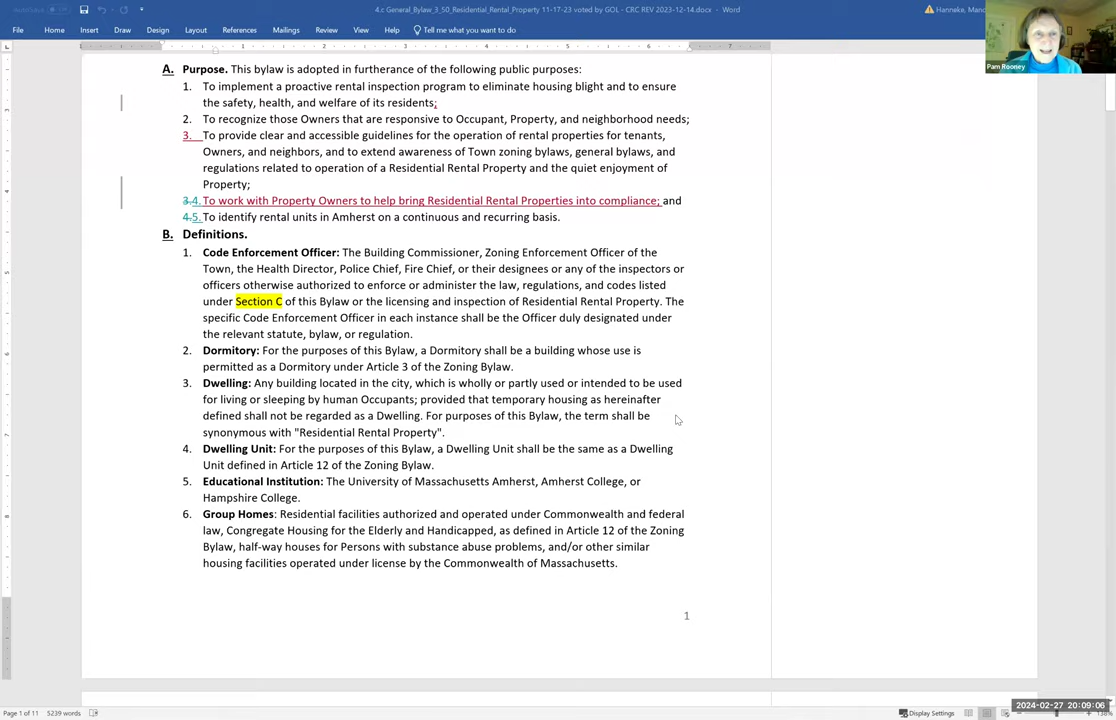 4.c General_Bylaw_3_50_Residential_Rental_Property 11-17-23 voted by GOL - CRC REV 2023-12-14.docx - Word
Hanneke,
File Home Insert Draw Design Layout References Mailings Review View Help Tell me what you want to do
Pam Rooney
A. Purpose. This bylaw is adopted in furtherance of the following public purposes:
1. To implement a proactive rental inspection program to eliminate housing blight and to ensure
the safety, health, and welfare of its residents;
2. To recognize those Owners that are responsive to Occupant, Property, and neighborhood needs;
3. To provide clear and accessible guidelines for the operation of rental properties for tenants,
Owners, and neighbors, and to extend awareness of Town zoning bylaws, general bylaws, and
regulations related to operation of a Residential Rental Property and the quiet enjoyment of
Property;
3.4. To work with Property Owners to help bring Residential Rental Properties into compliance; and
4.5. To identify rental units in Amherst on a continuous and recurring basis.
B. Definitions.
1. Code Enforcement Officer: The Building Commissioner, Zoning Enforcement Officer of the
Town, the Health Director, Police Chief, Fire Chief, or their designees or any of the inspectors or
officers otherwise authorized to enforce or administer the law, regulations, and codes listed
under Section C of this Bylaw or the licensing and inspection of Residential Rental Property. The
specific Code Enforcement Officer in each instance shall be the Officer duly designated under
the relevant statute, bylaw, or regulation.
2. Dormitory: For the purposes of this Bylaw, a Dormitory shall be a building whose use is
permitted as a Dormitory under Article 3 of the Zoning Bylaw.
3. Dwelling: Any building located in the city, which is wholly or partly used or intended to be used
for living or sleeping by human Occupants; provided that temporary housing as hereinafter
defined shall not be regarded as a Dwelling. For purposes of this Bylaw, the term shall be
synonymous with "Residential Rental Property".
4. Dwelling Unit: For the purposes of this Bylaw, a Dwelling Unit shall be the same as a Dwelling
Unit defined in Article 12 of the Zoning Bylaw.
5. Educational Institution: The University of Massachusetts Amherst, Amherst College, or
Hampshire College.
6. Group Homes: Residential facilities authorized and operated under Commonwealth and federal
law, Congregate Housing for the Elderly and Handicapped, as defined in Article 12 of the Zoning
Bylaw, half-way houses for Persons with substance abuse problems, and/or other similar
housing facilities operated under license by the Commonwealth of Massachusetts.
1
2024-02-27 20:09:06
Page 1 of 11 5239 words Display Settings